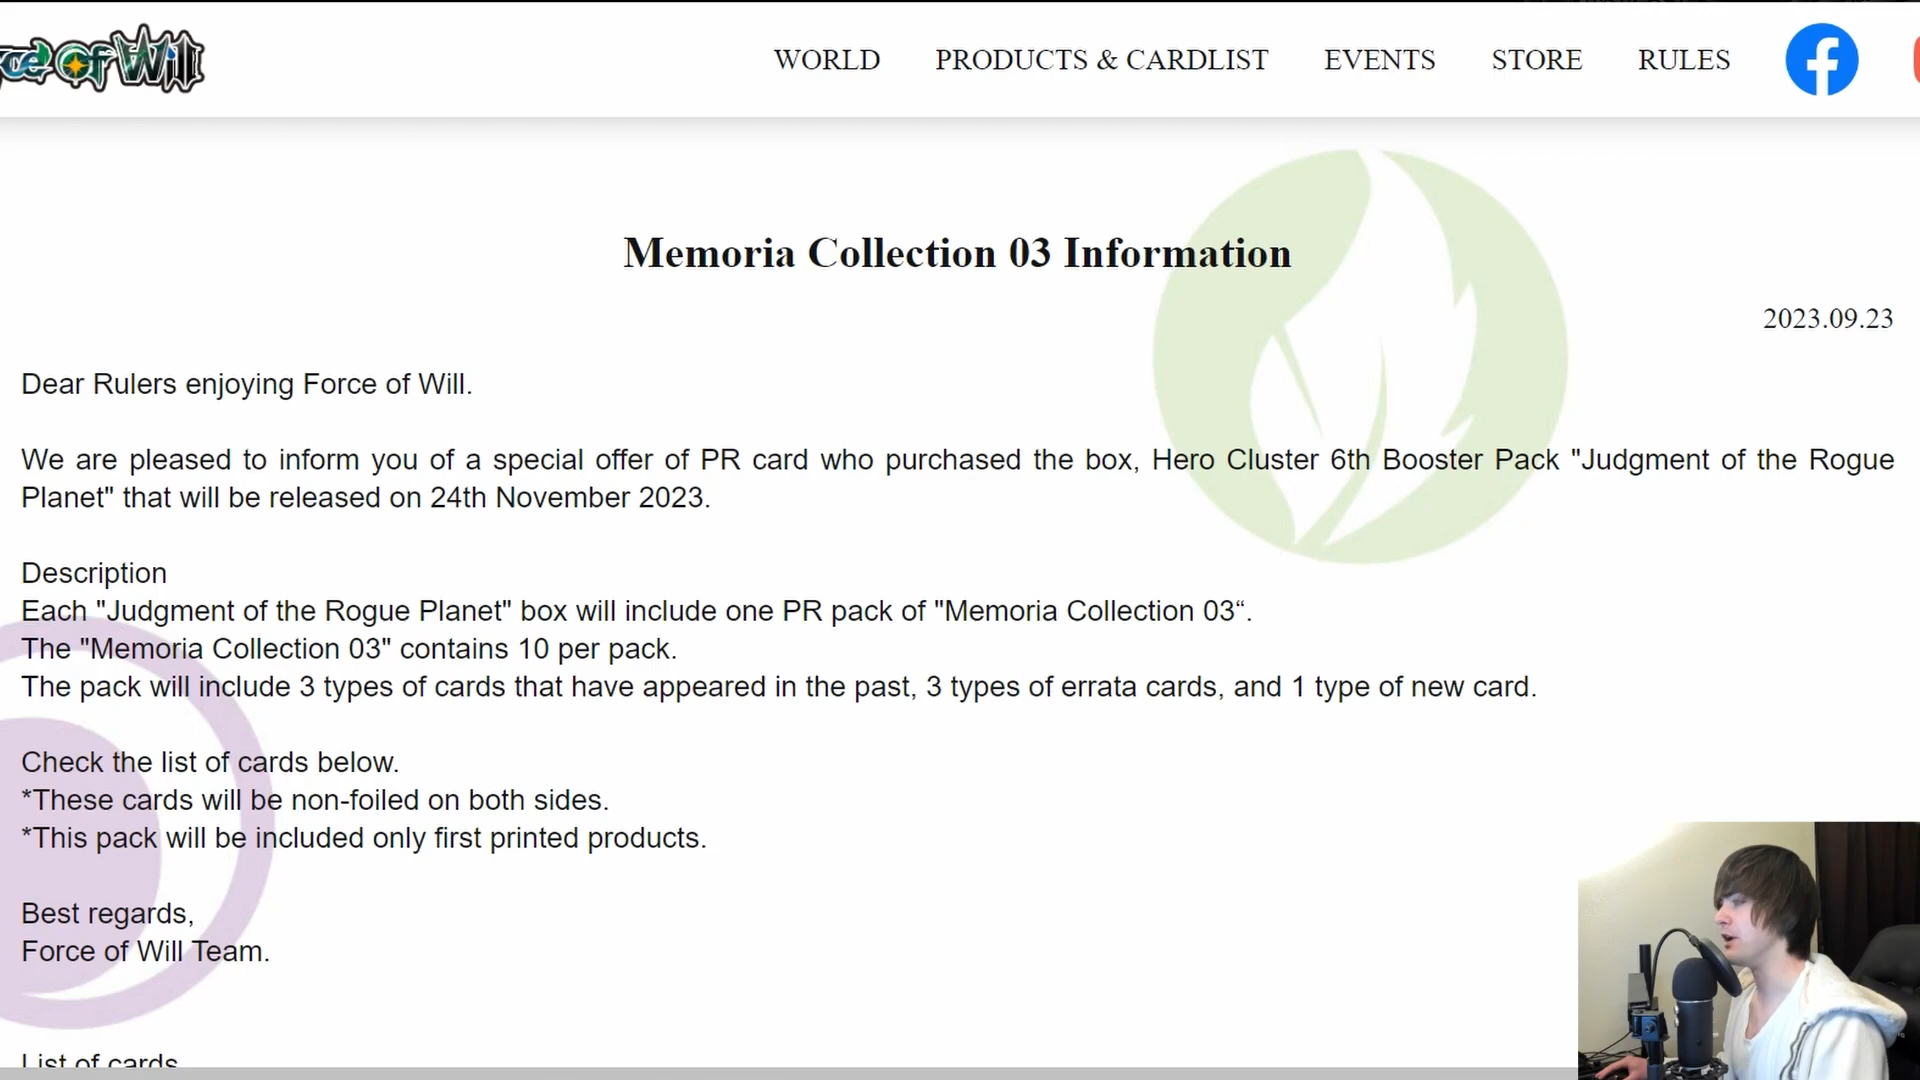 Force of Will
WORLD
PRODUCTS & CARDLIST
EVENTS
STORE
RULES
Memoria Collection 03 Information
2023.09.23
Dear Rulers enjoying Force of Will.
We are pleased to inform you of a special offer of PR card who purchased the box, Hero Cluster 6th Booster Pack "Judgment of the Rogue
Planet" that will be released on 24th November 2023.
Description
Each "Judgment of the Rogue Planet" box will include one PR pack of "Memoria Collection 03“.
The "Memoria Collection 03" contains 10 per pack.
The pack will include 3 types of cards that have appeared in the past, 3 types of errata cards, and 1 type of new card.
Check the list of cards below.
*These cards will be non-foiled on both sides.
*This pack will be included only first printed products.
Best regards,
Force of Will Team.
List of cards